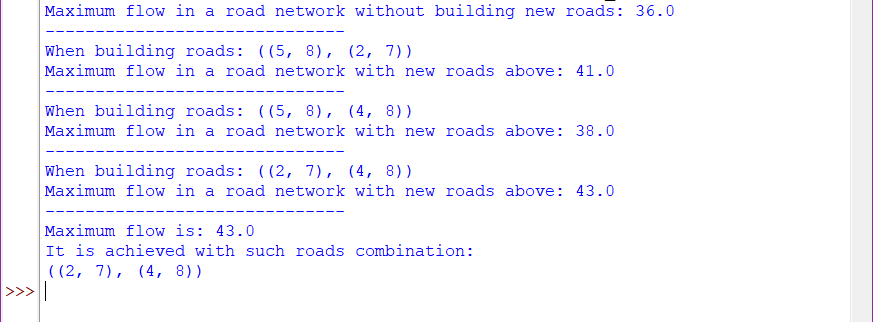 Maximum flow in a road network without building new roads: 36.0
------------------------------
When building roads: ((5, 8), (2, 7))
Maximum flow in a road network with new roads above: 41.0
------------------------------
When building roads: ((5, 8), (4, 8))
Maximum flow in a road network with new roads above: 38.0
------------------------------
When building roads: ((2, 7), (4, 8))
Maximum flow in a road network with new roads above: 43.0
------------------------------
Maximum flow is: 43.0
It is achieved with such roads combination:
((2, 7), (4, 8))
>>>